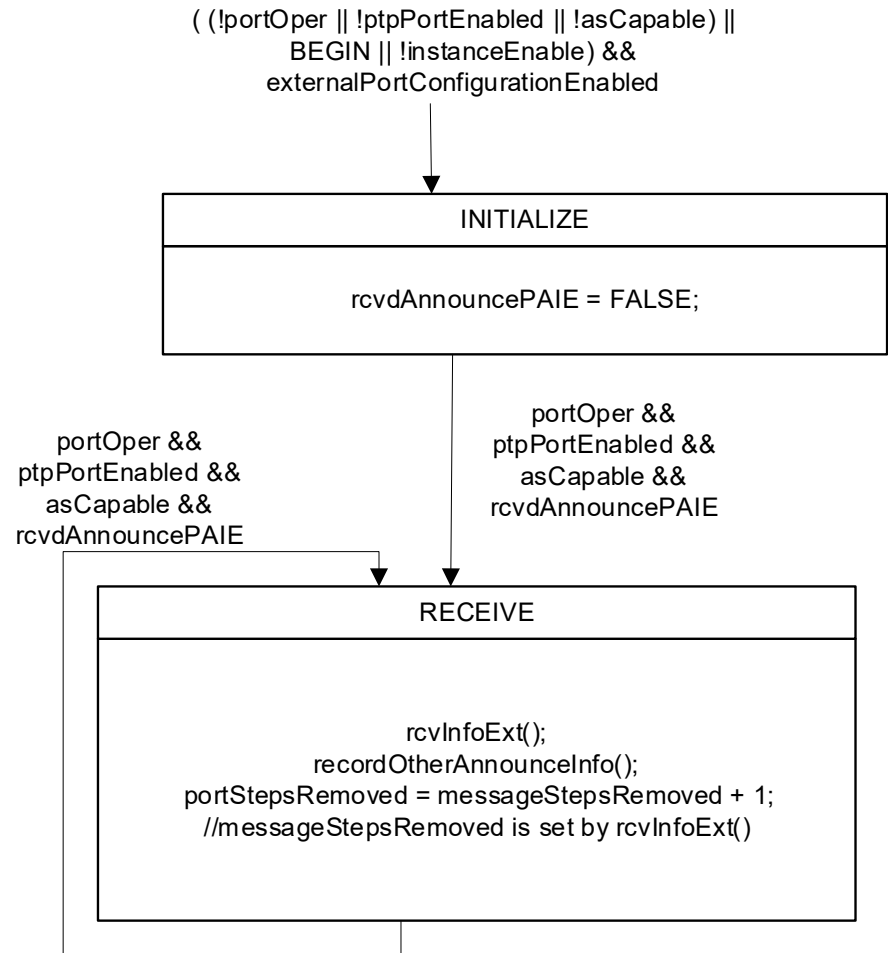 ( (!portOper || !ptpPortEnabled || !asCapable) ||
BEGIN || !instanceEnable) &&
externalPortConfigurationEnabled
INITIALIZE
rcvdAnnouncePAIE = FALSE;
portOper &&
ptpPortEnabled &&
asCapable &&
rcvdAnnouncePAIE
portOper &&
ptpPortEnabled &&
asCapable &&
rcvdAnnouncePAIE
RECEIVE
rcvInfoExt();
recordOtherAnnounceInfo();
portStepsRemoved = messageStepsRemoved + 1;
//messageStepsRemoved is set by rcvInfoExt()